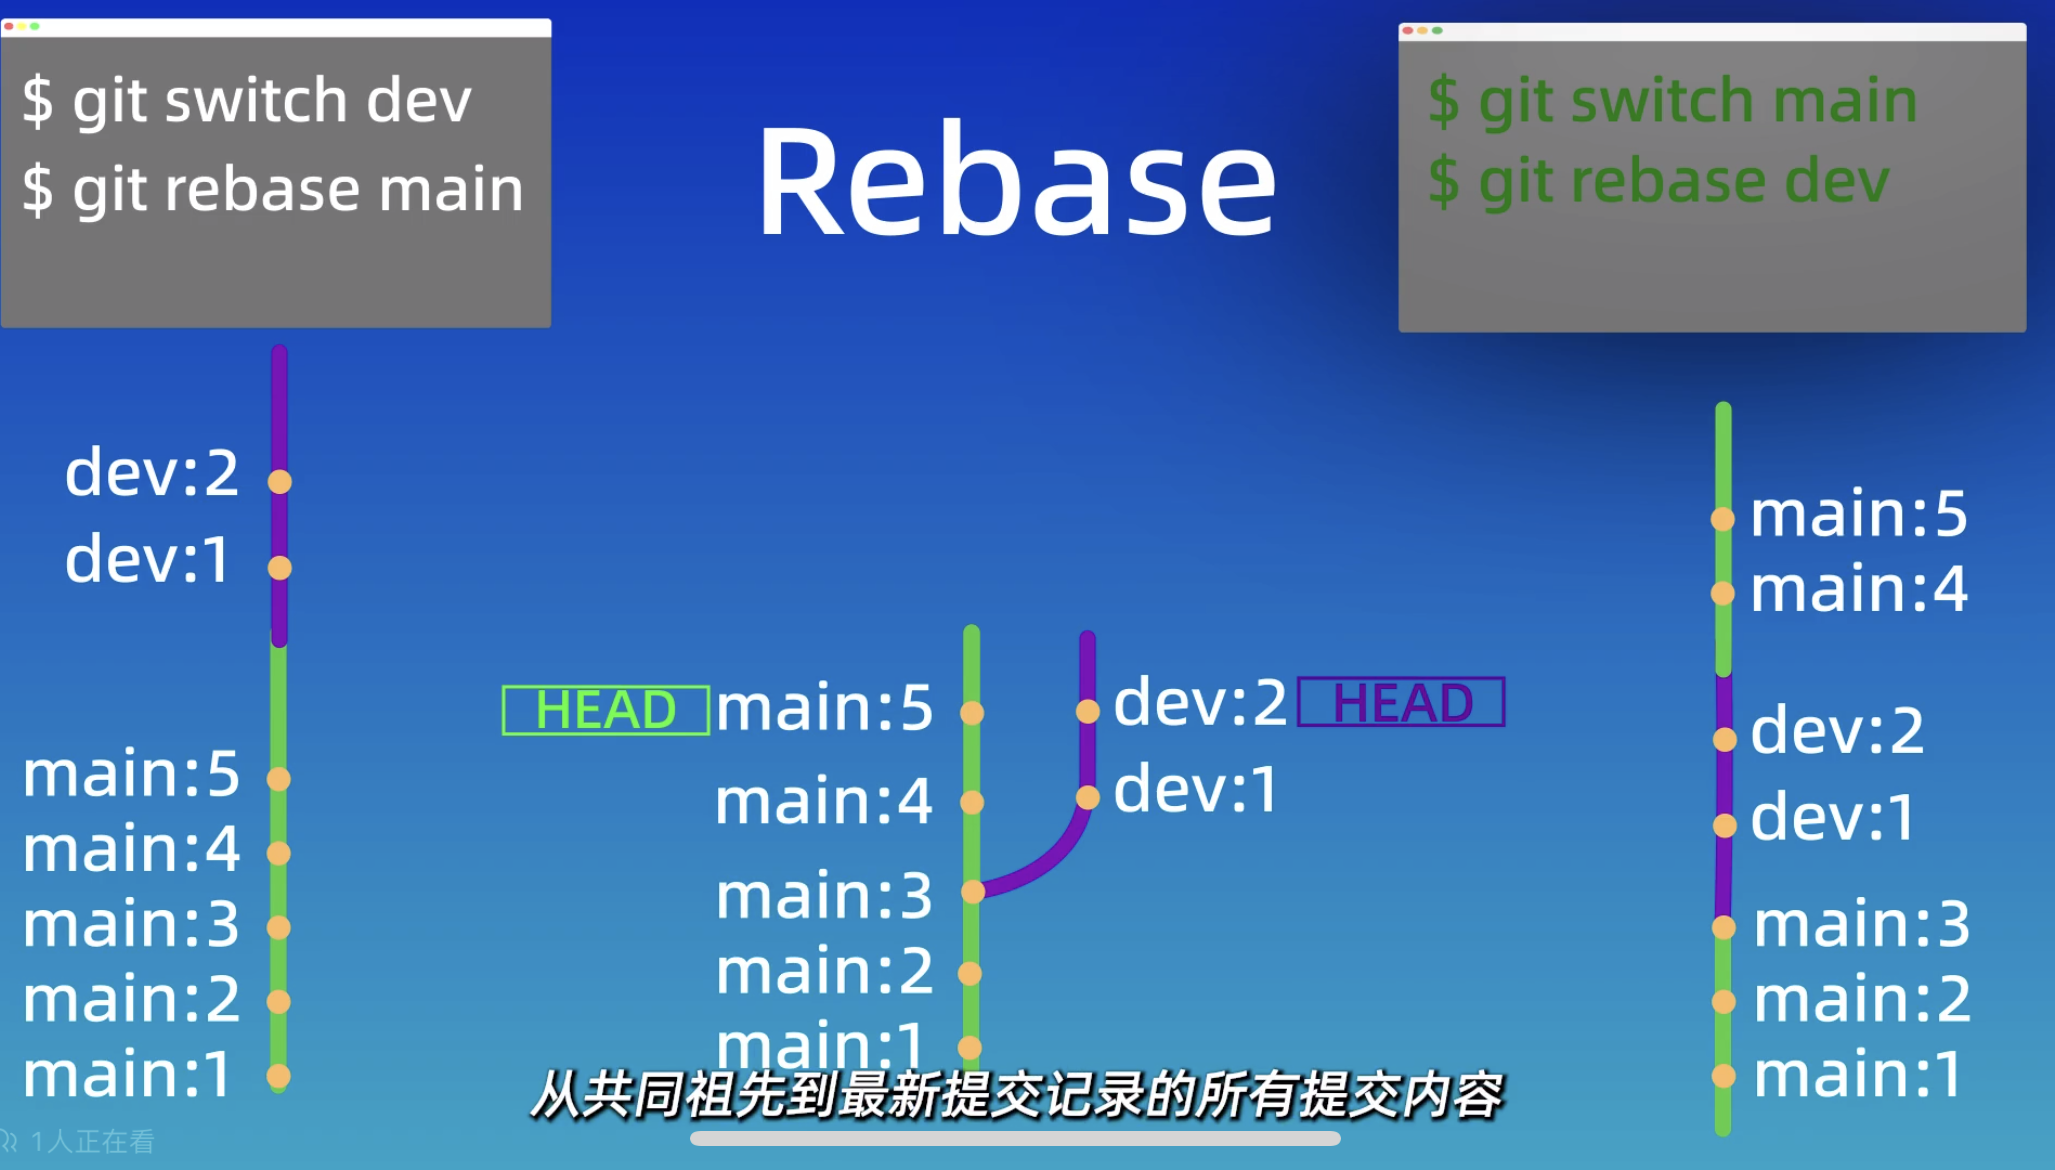 $ git switch dev
$ git rebase main
Rebase
$ git switch main
$ git rebase dev
dev:2
dev:1
main:5
main:4
main:3
main:2
main:1
HEAD main:5
main:4
main:3
main:2
main:1
dev:2 HEAD
dev:1
main:5
main:4
dev:2
dev:1
main:3
main:2
main:1
从共同祖先到最新提交记录的所有提交内容
1人正在看